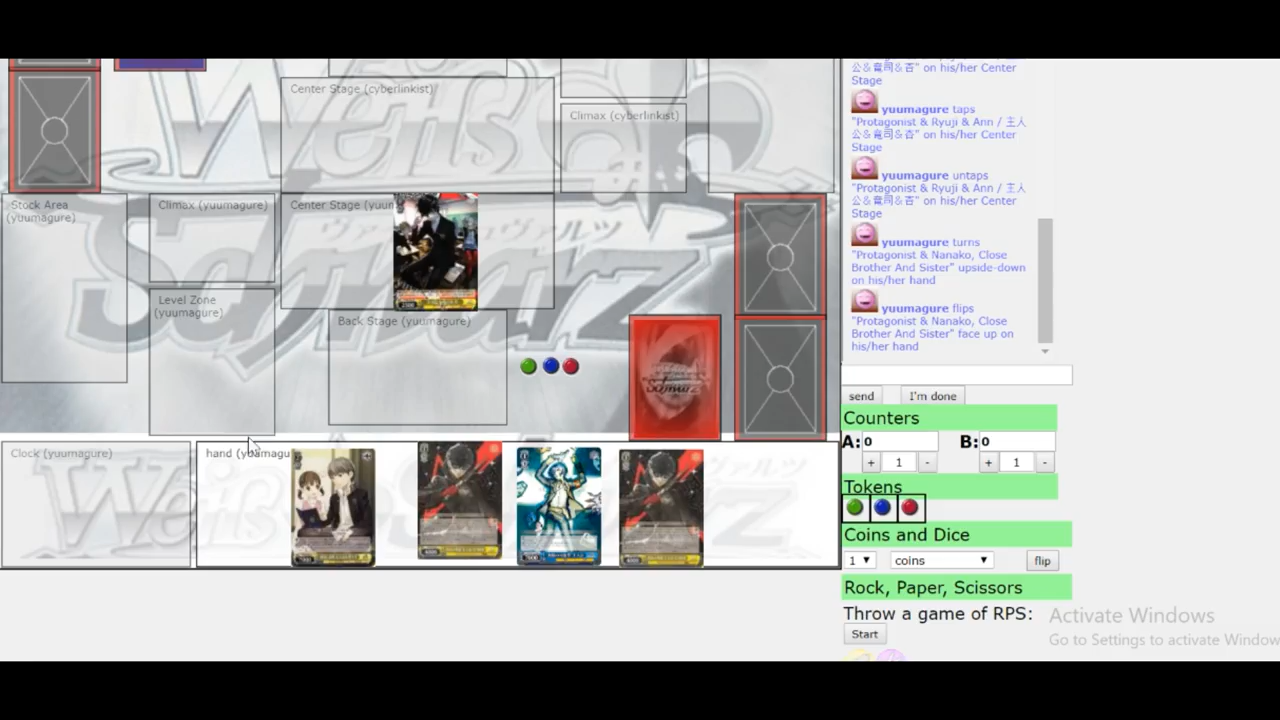 Center Stage (cyberlinkist)
Climax (cyberlinkist)
Stock Area
(yuumagure)
Climax (yuumagure)
Center Stage (yuum
Level Zone
(yuumagure)
Back Stage (yuumagure)
Clock (yuumagure)
hand (yuumagu
公&竜司&杏" on his/her Center
Stage
yuumagure taps
"Protagonist & Ryuji & Ann / 主人
公&竜司&杏" on his/her Center
Stage
yuumagure untaps
"Protagonist & Ryuji & Ann / 主人
公&竜司&杏" on his/her Center
Stage
yuumagure turns
"Protagonist & Nanako, Close
Brother And Sister" upside-down
on his/her hand
yuumagure flips
"Protagonist & Nanako, Close
Brother And Sister" face up on
his/her hand
send I'm done
Counters
A: 0 B: 0
+ 1 - + 1 -
Tokens
Coins and Dice
1 coins flip
Rock, Paper, Scissors
Throw a game of RPS:
Start
Activate Windows
Go to Settings to activate Window